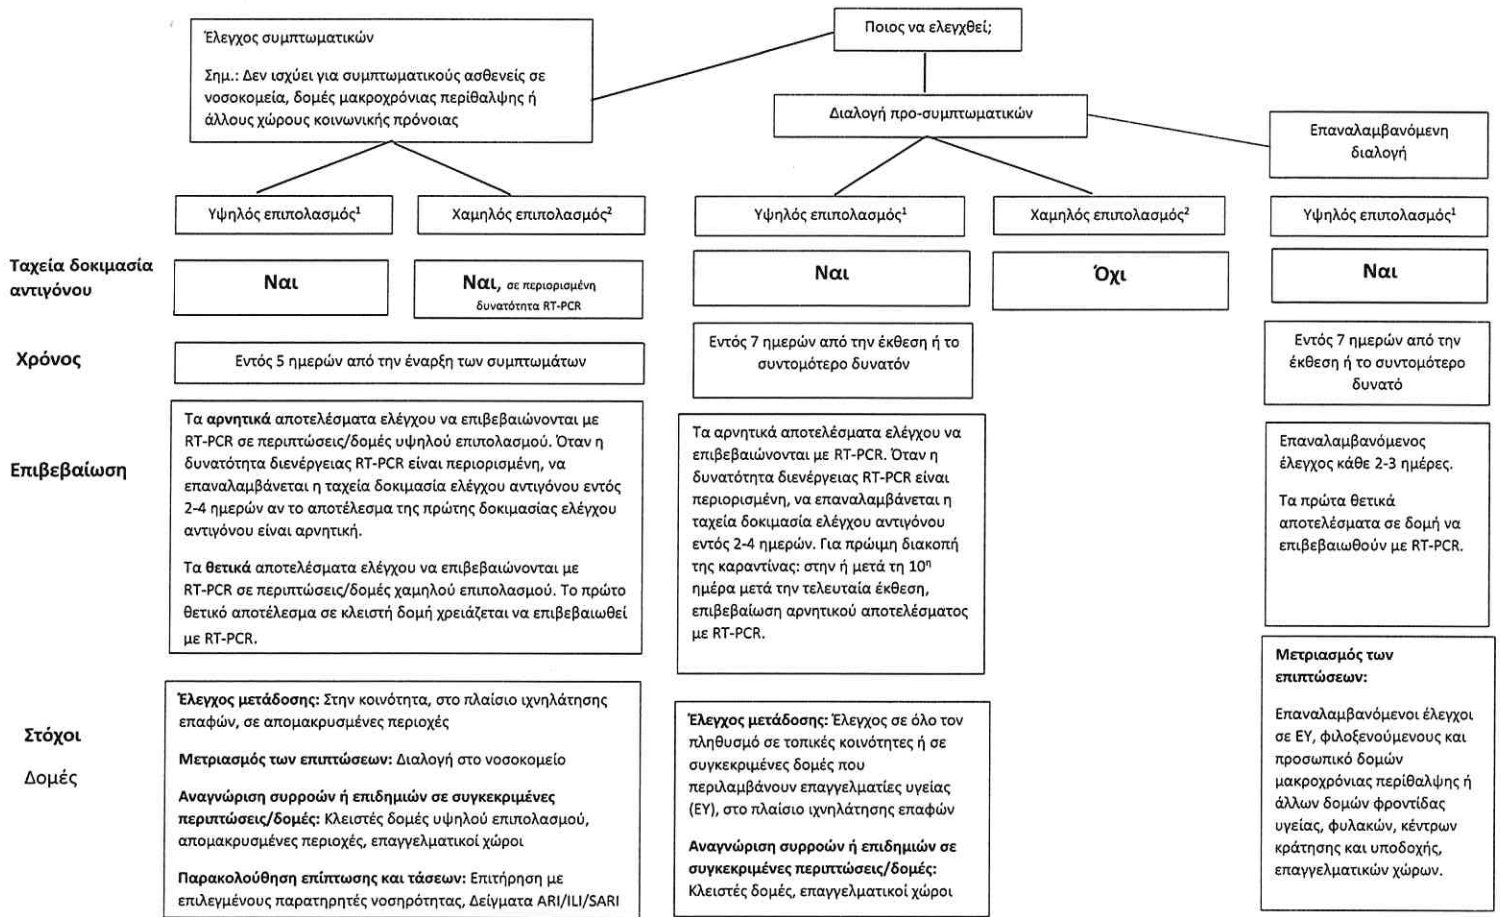 Ποιος να ελεγχθεί;
Έλεγχος συμπτωματικών
Σημ.: Δεν ισχύει για συμπτωματικούς ασθενείς σε
νοσοκομεία, δομές μακροχρόνιας περίθαλψης ή
άλλους χώρους κοινωνικής πρόνοιας
Διαλογή προ-συμπτωματικών
Επαναλαμβανόμενη
διαλογή
Υψηλός επιπολασμός¹
Χαμηλός επιπολασμός²
Υψηλός επιπολασμός¹
Χαμηλός επιπολασμός²
Υψηλός επιπολασμός¹
Ταχεία δοκιμασία
αντιγόνου
Ναι
Ναι, σε περιορισμένη
δυνατότητα RT-PCR
Ναι
Όχι
Ναι
Χρόνος
Εντός 5 ημερών από την έναρξη των συμπτωμάτων
Εντός 7 ημερών από την έκθεση ή το
συντομότερο δυνατόν
Εντός 7 ημερών από την
έκθεση ή το συντομότερο
δυνατό
Επιβεβαίωση
Τα αρνητικά αποτελέσματα ελέγχου να επιβεβαιώνονται με
RT-PCR σε περιπτώσεις/δομές υψηλού επιπολασμού. Όταν η
δυνατότητα διενέργειας RT-PCR είναι περιορισμένη, να
επαναλαμβάνεται η ταχεία δοκιμασία ελέγχου αντιγόνου εντός
2-4 ημερών αν το αποτέλεσμα της πρώτης δοκιμασίας ελέγχου
αντιγόνου είναι αρνητική.
Τα θετικά αποτελέσματα ελέγχου να επιβεβαιώνονται με
RT-PCR σε περιπτώσεις/δομές χαμηλού επιπολασμού. Το πρώτο
θετικό αποτέλεσμα σε κλειστή δομή χρειάζεται να επιβεβαιωθεί
με RT-PCR.
Τα αρνητικά αποτελέσματα ελέγχου να
επιβεβαιώνονται με RT-PCR. Όταν η
δυνατότητα διενέργειας RT-PCR είναι
περιορισμένη, να επαναλαμβάνεται η
ταχεία δοκιμασία ελέγχου αντιγόνου
εντός 2-4 ημερών. Για πρώιμη διακοπή
της καραντίνας: στην ή μετά τη 10η
ημέρα μετά την τελευταία έκθεση,
επιβεβαίωση αρνητικού αποτελέσματος
με RT-PCR.
Επαναλαμβανόμενος
έλεγχος κάθε 2-3 ημέρες.
Τα πρώτα θετικά
αποτελέσματα σε δομή να
επιβεβαιωθούν με RT-PCR.
Στόχοι
Δομές
Έλεγχος μετάδοσης: Στην κοινότητα, στο πλαίσιο ιχνηλάτησης
επαφών, σε απομακρυσμένες περιοχές
Μετριασμός των επιπτώσεων: Διαλογή στο νοσοκομείο
Αναγνώριση συρροών ή επιδημιών σε συγκεκριμένες
περιπτώσεις/δομές: Κλειστές δομές υψηλού επιπολασμού,
απομακρυσμένες περιοχές, επαγγελματικοί χώροι
Παρακολούθηση επίπτωσης και τάσεων: Επιτήρηση με
επιλεγμένους παρατηρητές νοσηρότητας, Δείγματα ARI/ILI/SARI
Έλεγχος μετάδοσης: Έλεγχος σε όλο τον
πληθυσμό σε τοπικές κοινότητες ή σε
συγκεκριμένες δομές που
περιλαμβάνουν επαγγελματίες υγείας
(ΕΥ), στο πλαίσιο ιχνηλάτησης επαφών
Αναγνώριση συρροών ή επιδημιών σε
συγκεκριμένες περιπτώσεις/δομές:
Κλειστές δομές, επαγγελματικοί χώροι
Μετριασμός των
επιπτώσεων:
Επαναλαμβανόμενοι έλεγχοι
σε ΕΥ, φιλοξενούμενους και
προσωπικό δομών
μακροχρόνιας περίθαλψης ή
άλλων δομών φροντίδας
υγείας, φυλακών, κέντρων
κράτησης και υποδοχής,
επαγγελματικών χώρων.